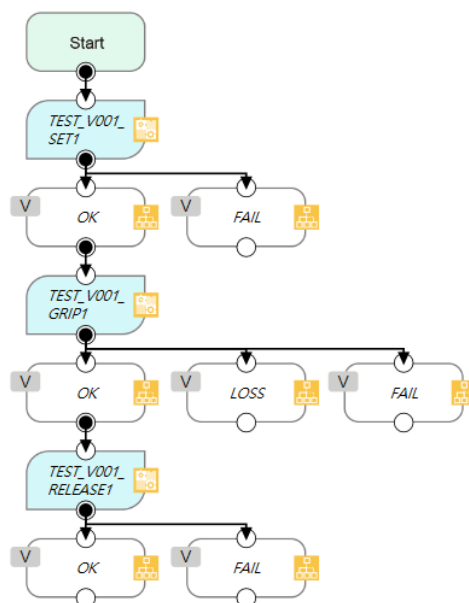 Start
TEST_V001_
SET1
V
OK
V
FAIL
TEST_V001_
GRIP1
V
OK
V
LOSS
V
FAIL
TEST_V001_
RELEASE1
V
OK
V
FAIL